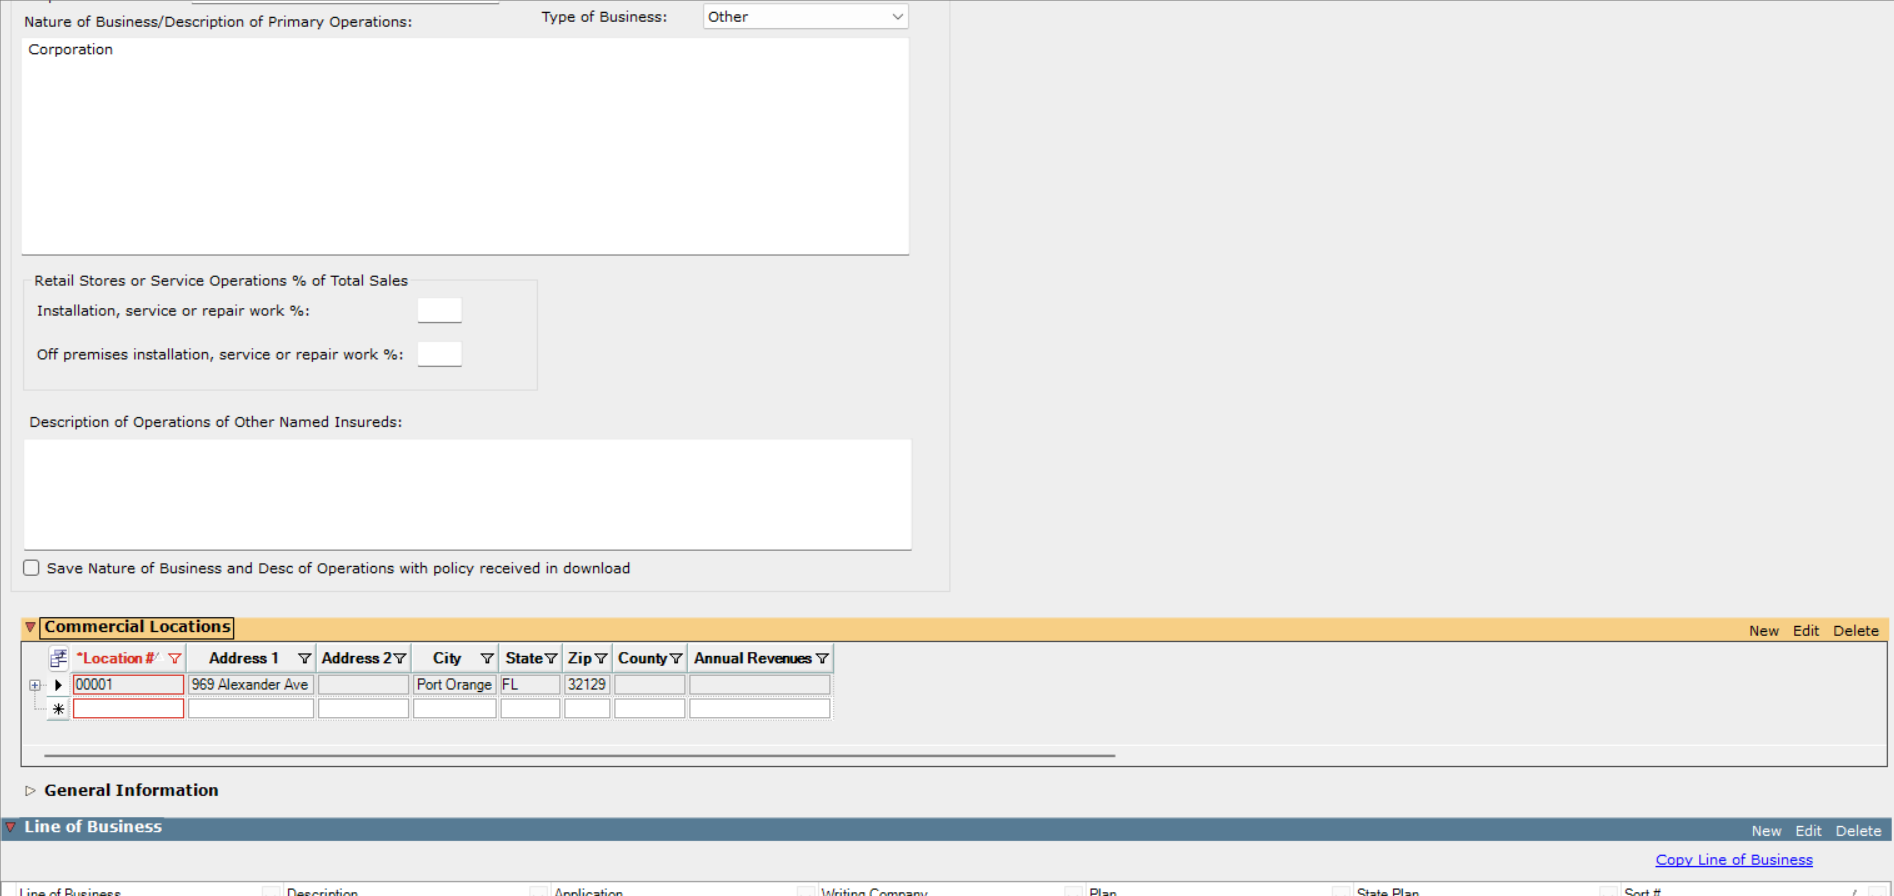 Nature of Business/Description of Primary Operations:
Type of Business:
Other
Corporation
Retail Stores or Service Operations % of Total Sales
Installation, service or repair work %:
Off premises installation, service or repair work %:
Description of Operations of Other Named Insureds:
Save Nature of Business and Desc of Operations with policy received in download
Commercial Locations
New Edit Delete
*Location # Address 1 Address 2 City State Zip County Annual Revenues
00001 969 Alexander Ave Port Orange FL 32129
General Information
Line of Business
New Edit Delete
Copy Line of Business
Line of Business Description Application Writing Company Plan State Plan Sort #